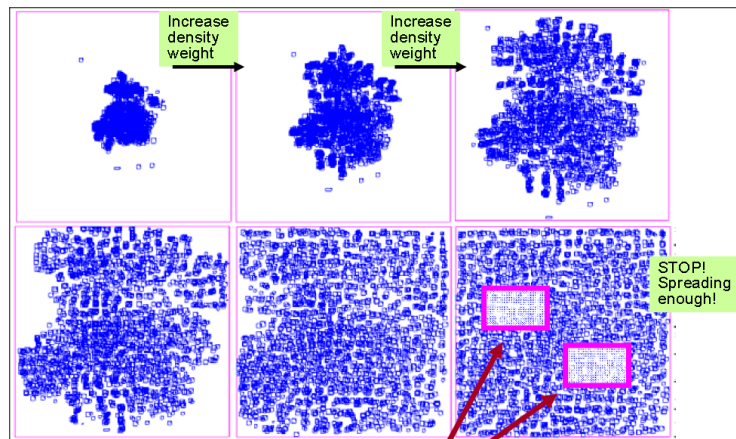 Increase
density
weight
Increase
density
weight
STOP!
Spreading
enough!